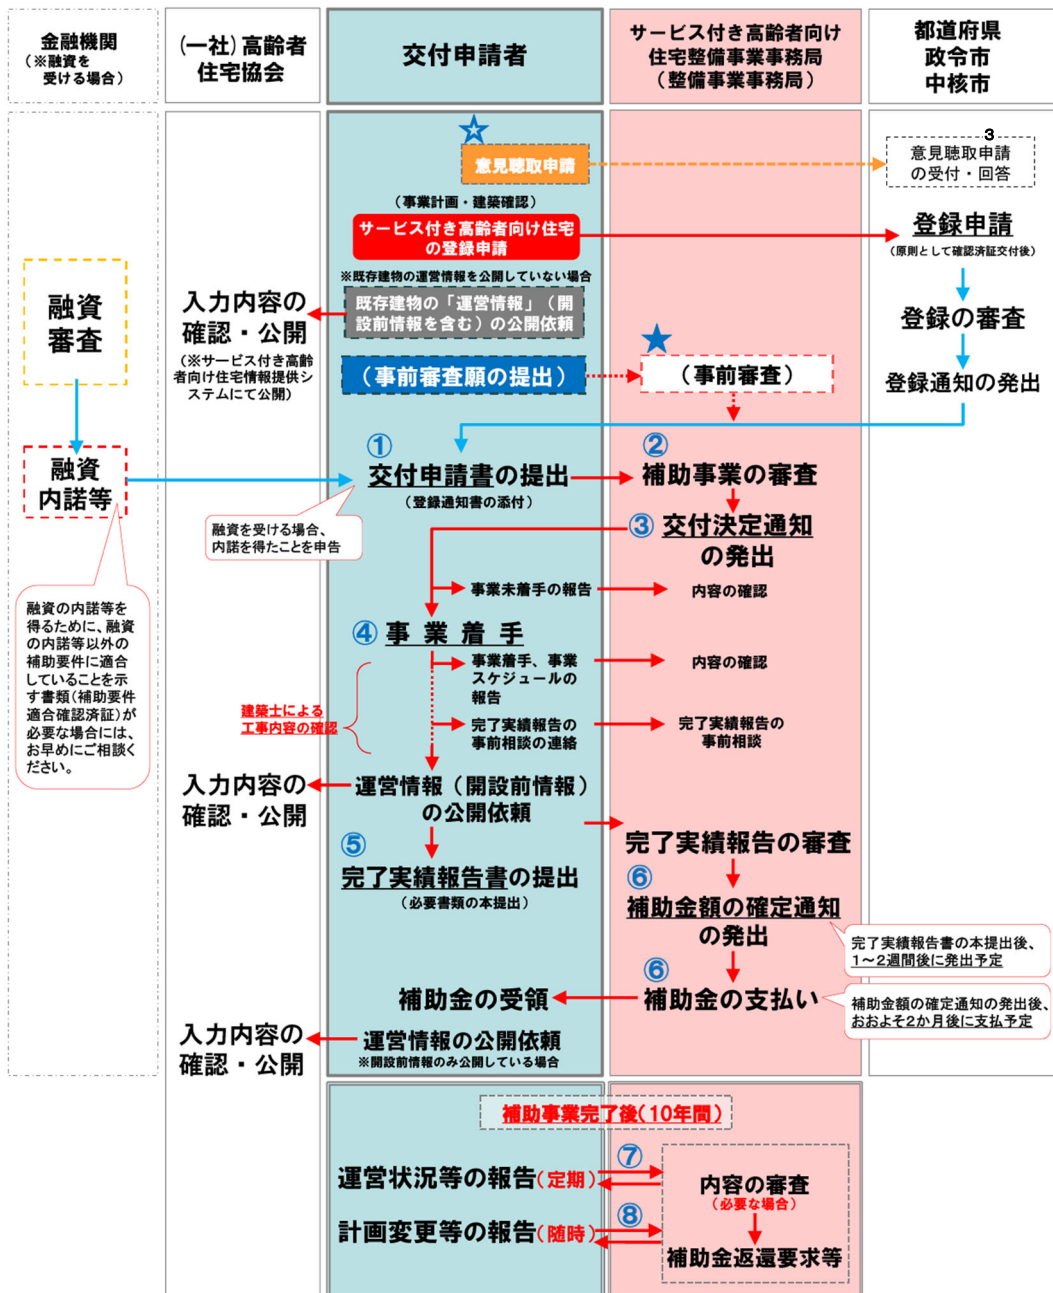 金融機関
（※融資を
受ける場合）
(一社)高齢者
住宅協会
交付申請者
サービス付き高齢者向け
住宅整備事業事務局
（整備事業事務局）
都道府県
政令市
中核市
意見聴取申請
3
意見聴取申請
の受付・回答
（事業計画・建築確認）
サービス付き高齢者向け住宅
の登録申請
登録申請
（原則として確認済証交付後）
※既存建物の運営情報を公開していない場合
既存建物の「運営情報」（開
設前情報を含む）の公開依頼
入力内容の
確認・公開
（※サービス付き高齢
者向け住宅情報提供シ
ステムにて公開）
融資
審査
登録の審査
（事前審査願の提出）
（事前審査）
登録通知の発出
融資
内諾等
①
交付申請書の提出
（登録通知書の添付）
②
補助事業の審査
融資を受ける場合、
内諾を得たことを申告
③
交付決定通知
の発出
事業未着手の報告
内容の確認
融資の内諾等を
得るために、融資
の内諾等以外の
補助要件に適合
していることを示
す書類（補助要件
適合確認済証）が
必要な場合には、
お早めにご相談く
ださい。
④
事業着手
事業着手、事業
スケジュールの
報告
内容の確認
建築士による
工事内容の確認
完了実績報告の
事前相談の連絡
完了実績報告の
事前相談
入力内容の
確認・公開
運営情報（開設前情報）
の公開依頼
完了実績報告の審査
⑤
完了実績報告書の提出
（必要書類の本提出）
⑥
補助金額の確定通知
の発出
完了実績報告書の本提出後、
1～2週間後に発出予定
補助金の受領
⑥
補助金の支払い
補助金額の確定通知の発出後、
おおよそ2か月後に支払予定
入力内容の
確認・公開
運営情報の公開依頼
※開設前情報のみ公開している場合
補助事業完了後（10年間）
運営状況等の報告（定期）
⑦
内容の審査
（必要な場合）
計画変更等の報告（随時）
⑧
補助金返還要求等